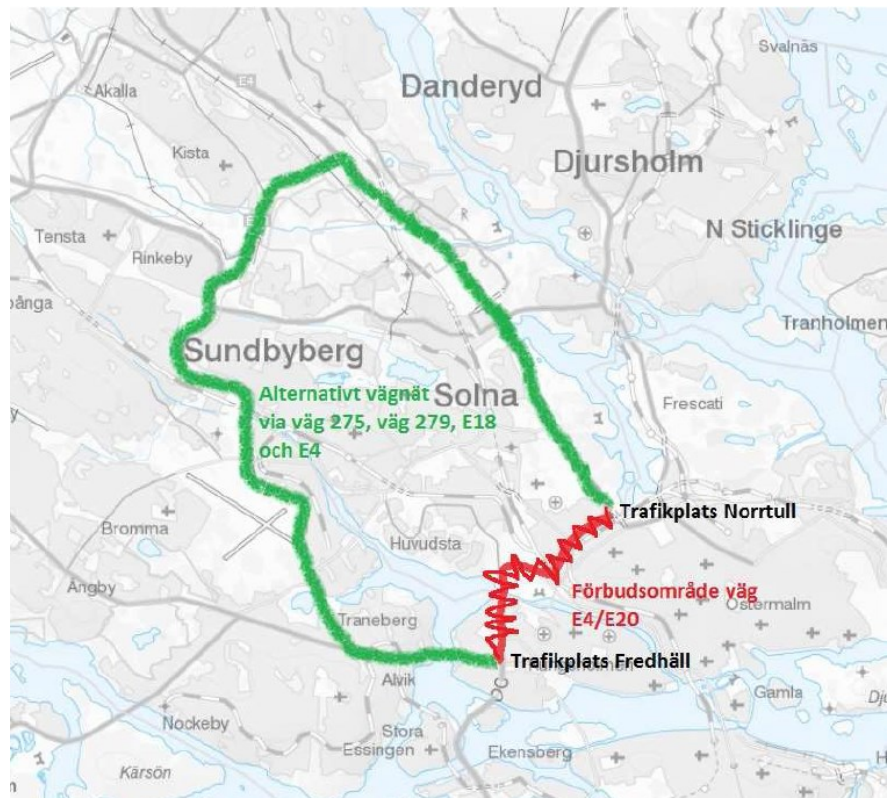 Svalnäs
E4
Danderyd
Akalla
Kista
Djursholm
Tensta
N Sticklinge
Rinkeby
Tranholmen
Sundbyberg
Alternativt vägnät
via väg 275, väg 279, E18
och E4
Solna
Frescati
Trafikplats Norrtull
Bromma
Huvudsta
Ängby
Förbudsområde väg
E4/E20
Östermalm
Traneberg
Trafikplats Fredhäll
Alvik
Gamla
Nockeby
Stora
Essingen
Ekensberg
Kärsön